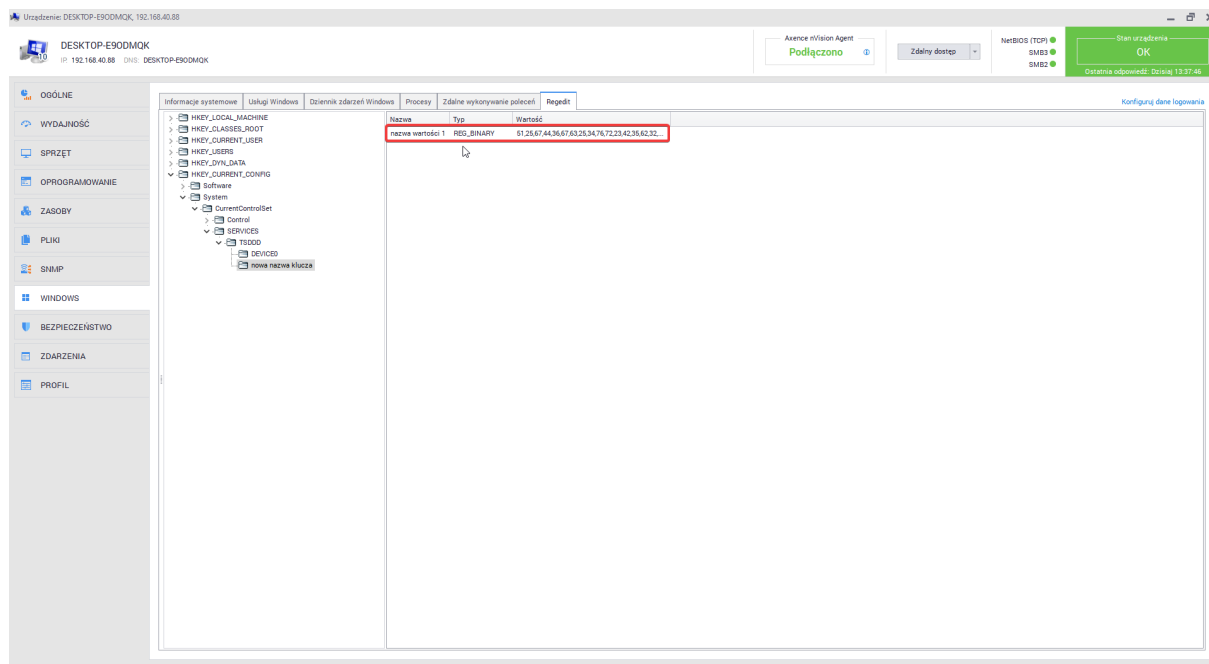 Urządzenie: DESKTOP-E9ODMQK, 192.168.40.88
DESKTOP-E9ODMQK
IP: 192.168.40.88 DNS: DESKTOP-E9ODMQK
10
Axence nVision Agent
Podłączono
Zdalny dostęp
NetBIOS (TCP)
SMB3
SMB2
Stan urządzenia
OK
Ostatnia odpowiedź: Dzisiaj 13:37:46
OGÓLNE
WYDAJNOŚĆ
SPRZĘT
OPROGRAMOWANIE
ZASOBY
PLIKI
SNMP
WINDOWS
BEZPIECZEŃSTWO
ZDARZENIA
PROFIL
Informacje systemowe Usługi Windows Dziennik zdarzeń Windows Procesy Zdalne wykonywanie poleceń Regedit
Konfiguruj dane logowania
HKEY_LOCAL_MACHINE
HKEY_CLASSES_ROOT
HKEY_CURRENT_USER
HKEY_USERS
HKEY_DYN_DATA
HKEY_CURRENT_CONFIG
Software
System
CurrentControlSet
Control
SERVICES
TSDDD
DEVICE0
nowa nazwa klucza
Nazwa Typ Wartość
nazwa wartości 1 REG_BINARY 51,25,67,44,36,67,63,25,34,76,72,23,42,35,62,32,...